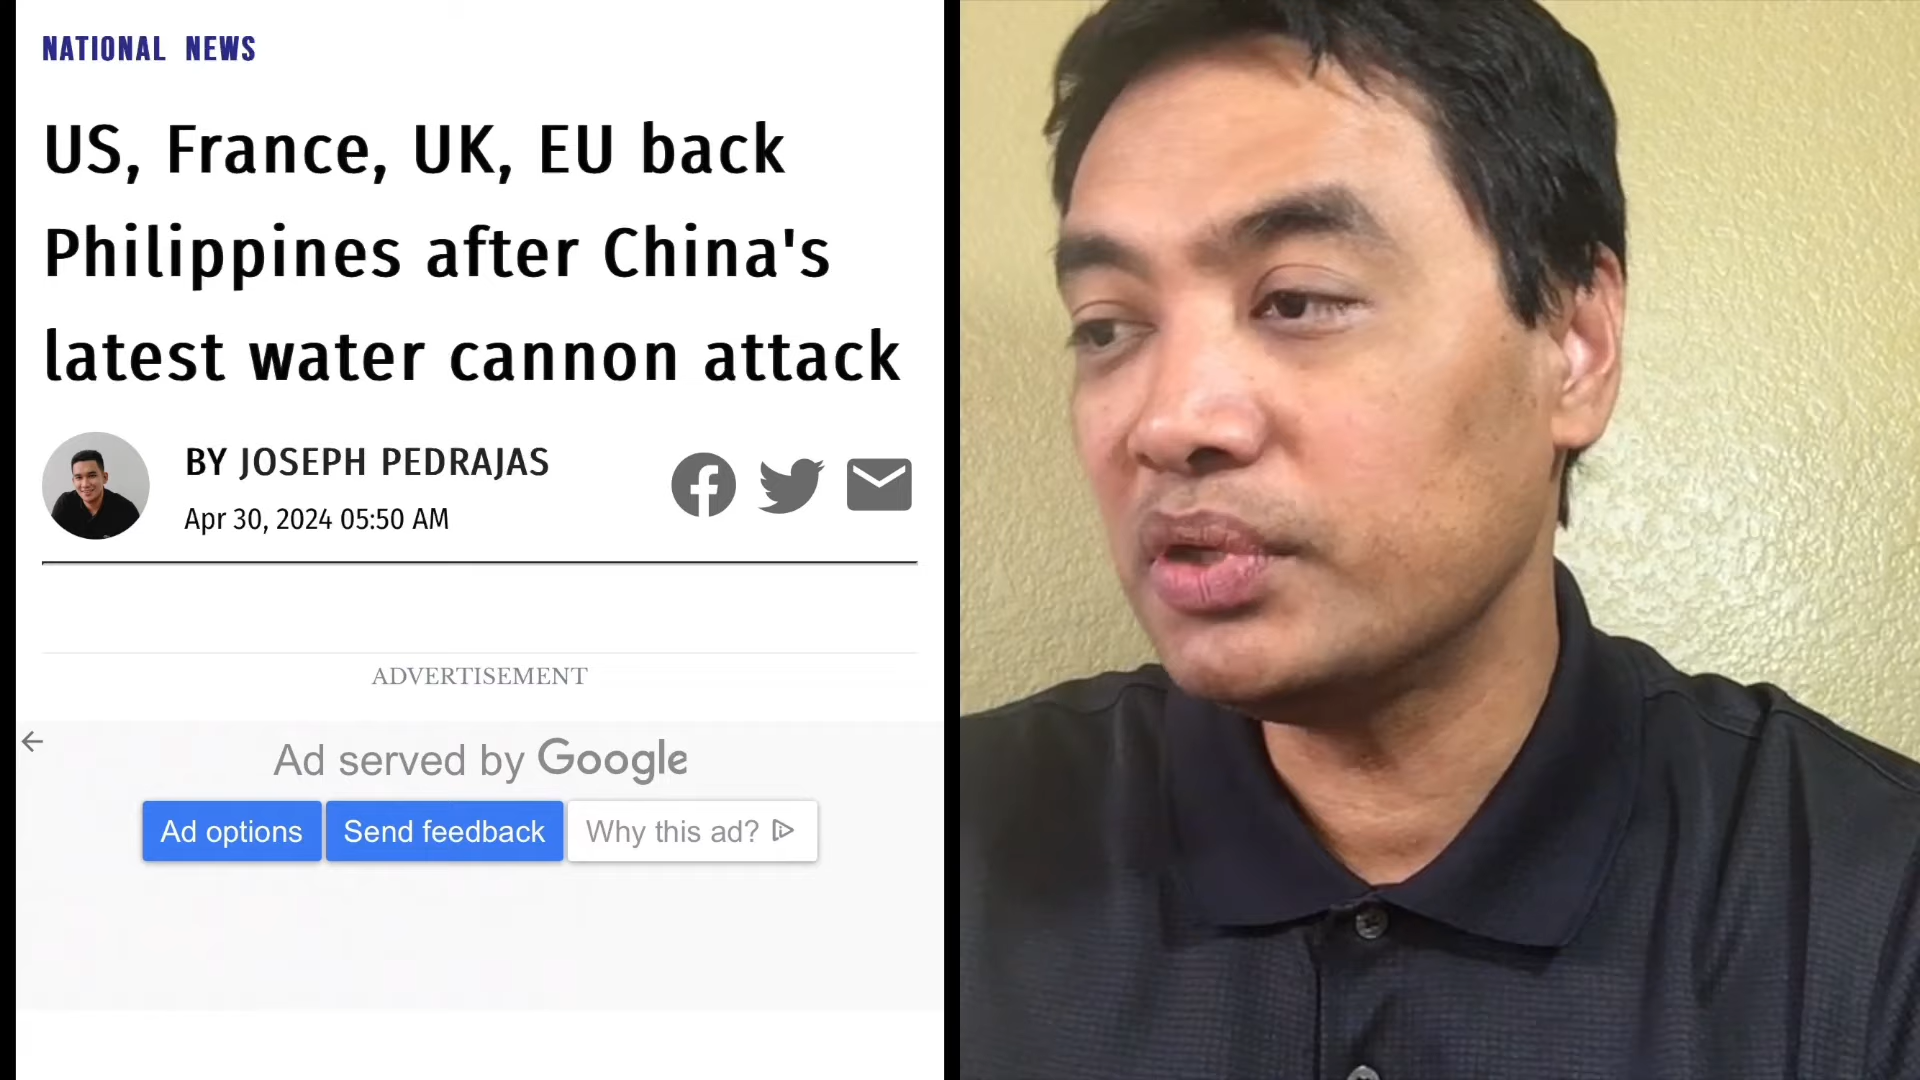 NATIONAL NEWS
US, France, UK, EU back
Philippines after China's
latest water cannon attack
BY JOSEPH PEDRAJAS
Apr 30, 2024 05:50 AM
ADVERTISEMENT
Ad served by Google
Ad options
Send feedback
Why this ad?